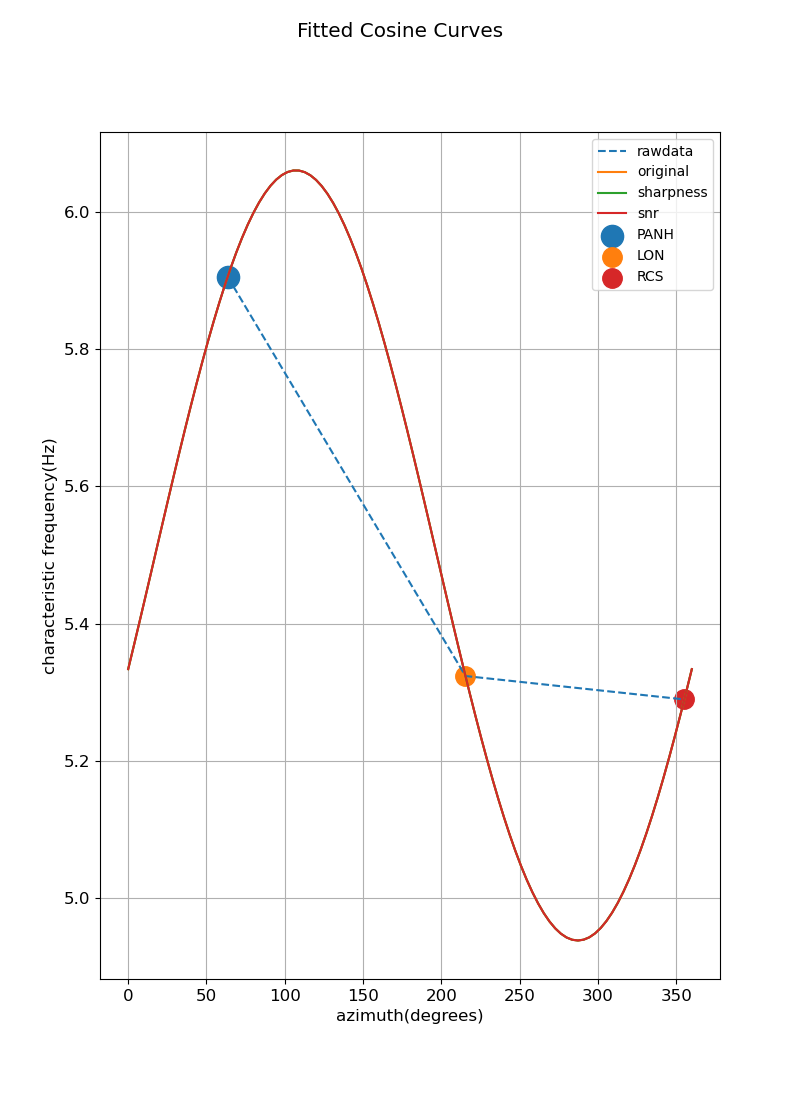 Fitted Cosine Curves
rawdata
original
sharpness
snr
PANH
LON
RCS
6.0
5.8
5.6
5.4
5.2
5.0
characteristic frequency(Hz)
0 50 100 150 200 250 300 350
azimuth(degrees)